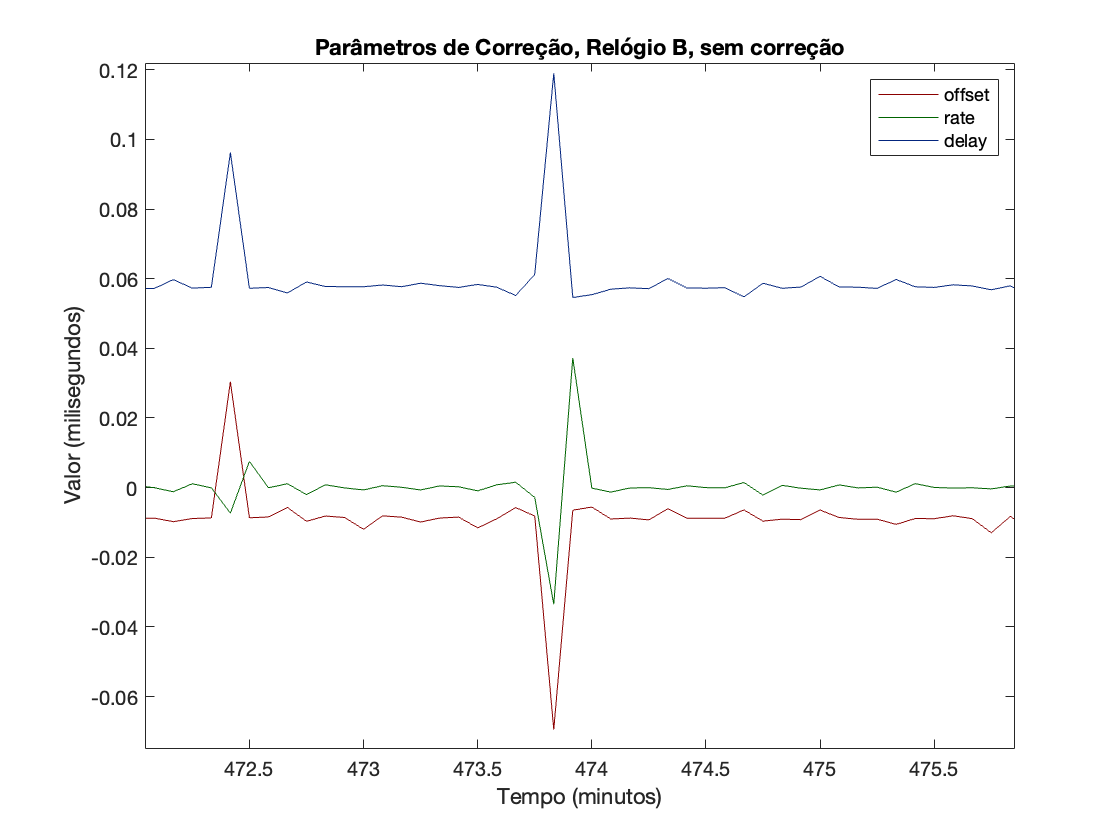 Parâmetros de Correção, Relógio B, sem correção
offset
rate
delay
0.12
0.1
0.08
0.06
0.04
0.02
0
-0.02
-0.04
-0.06
Valor (milisegundos)
472.5 473 473.5 474 474.5 475 475.5
Tempo (minutos)